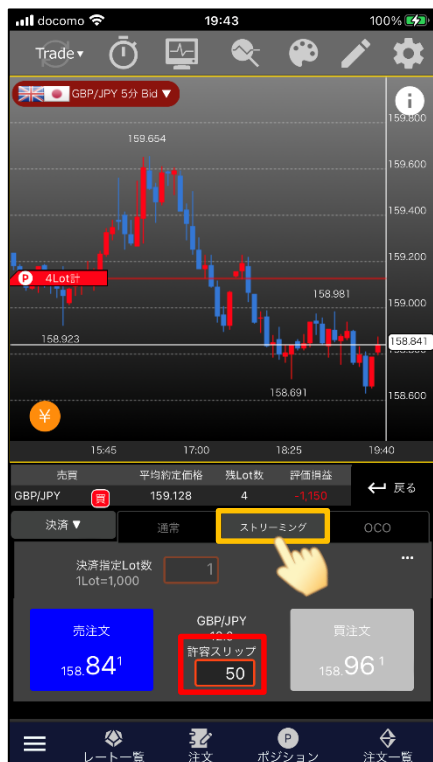 docomo
19:43
100%
Trade▼
GBP/JPY 5分 Bid ▼
i
159.800
159.654
159.600
159.400
159.200
P 4Lot計
158.981
159.000
158.923
158.841
158.691
158.600
¥
15:45 17:00 18:25 19:40
売買 平均約定価格 残Lot数 評価損益
GBP/JPY 買 159.128 4 -1,150
戻る
決済▼ 通常 ストリーミング OCO
決済指定Lot数
1Lot=1,000
1
...
売注文
158.84¹
GBP/JPY
12.0
許容スリップ
50
買注文
158.96¹
レート一覧 注文 P ポジション 注文一覧